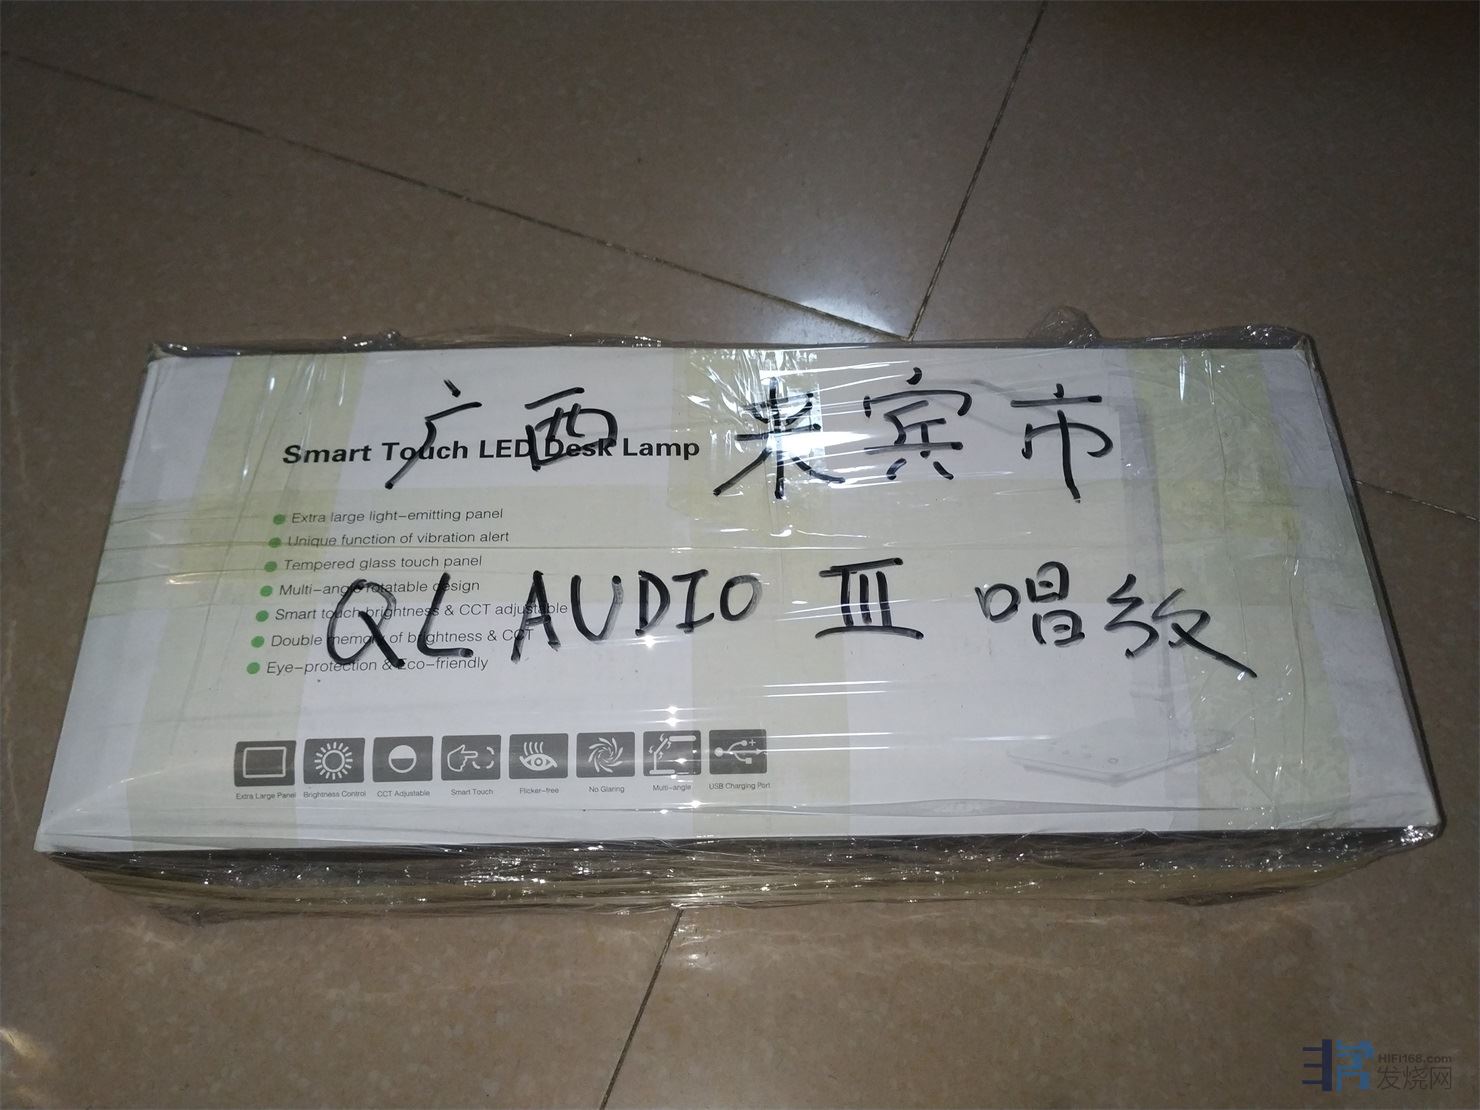 广西 来宾市
Smart Touch LED Desk Lamp
Extra large light-emitting panel
Unique function of vibration alert
Tempered glass touch panel
Multi-angle rotatable design
Smart touch brightness & CCT adjustable
Double memory of brightness & CCT
Eye-protection & Eco-friendly
QL AUDIO III 唱放
Extra Large Panel Brightness Control CCT Adjustable Smart Touch Flicker-free No Glaring Multi-angle USB Charging Port
非常 HIFI168.com
发烧网